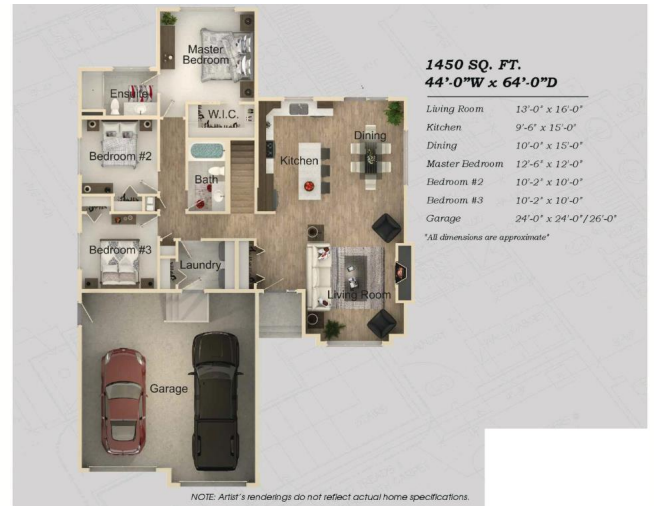 Master
Bedroom
Ensuite
W.I.C.
Bedroom #2
Bath
Kitchen
Dining
Bedroom #3
Laundry
Living Room
Garage
1450 SQ. FT.
44'-0"W x 64'-0"D
Living Room 13'-0" x 16'-0"
Kitchen 9'-6" x 15'-0"
Dining 10'-0" x 15'-0"
Master Bedroom 12'-6" x 12'-0"
Bedroom #2 10'-2" x 10'-0"
Bedroom #3 10'-2" x 10'-0"
Garage 24'-0" x 24'-0"/26'-0"
"All dimensions are approximate"
NOTE: Artist's renderings do not reflect actual home specifications.